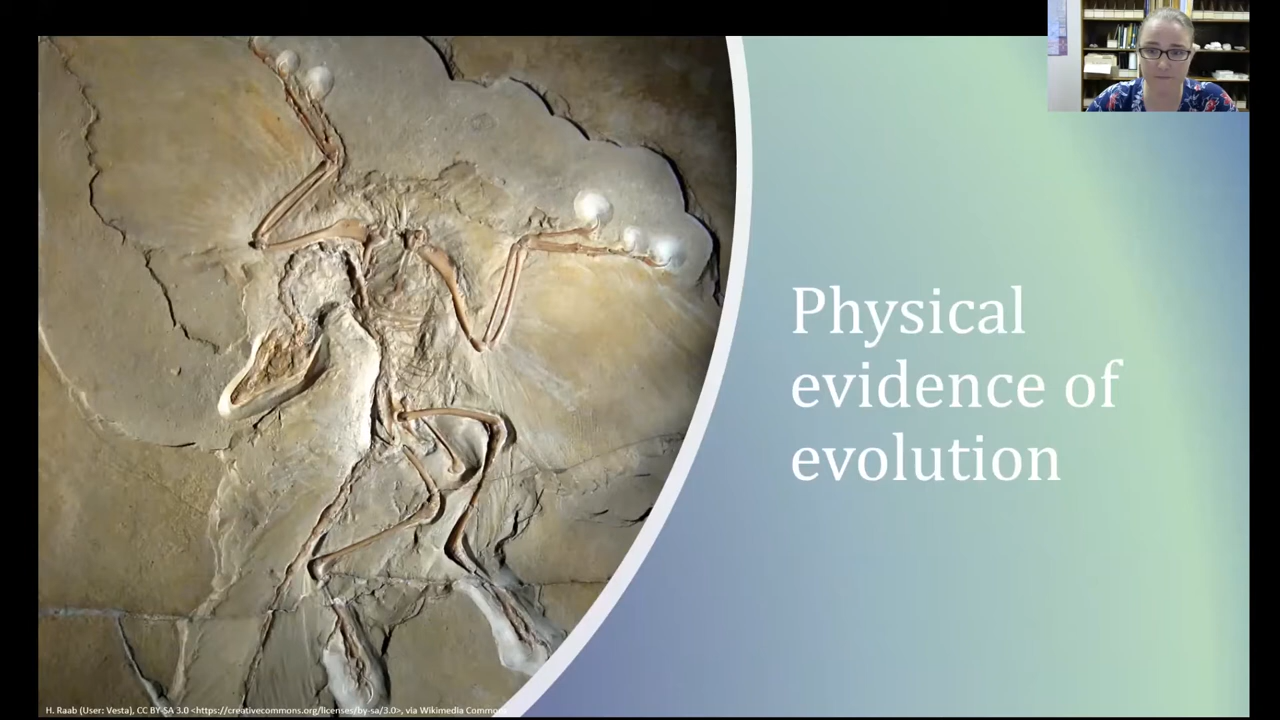 Physical
evidence of
evolution
H. Raab (User: Vesta), CC BY-SA 3.0 <https://creativecommons.org/licenses/by-sa/3.0>, via Wikimedia Commons